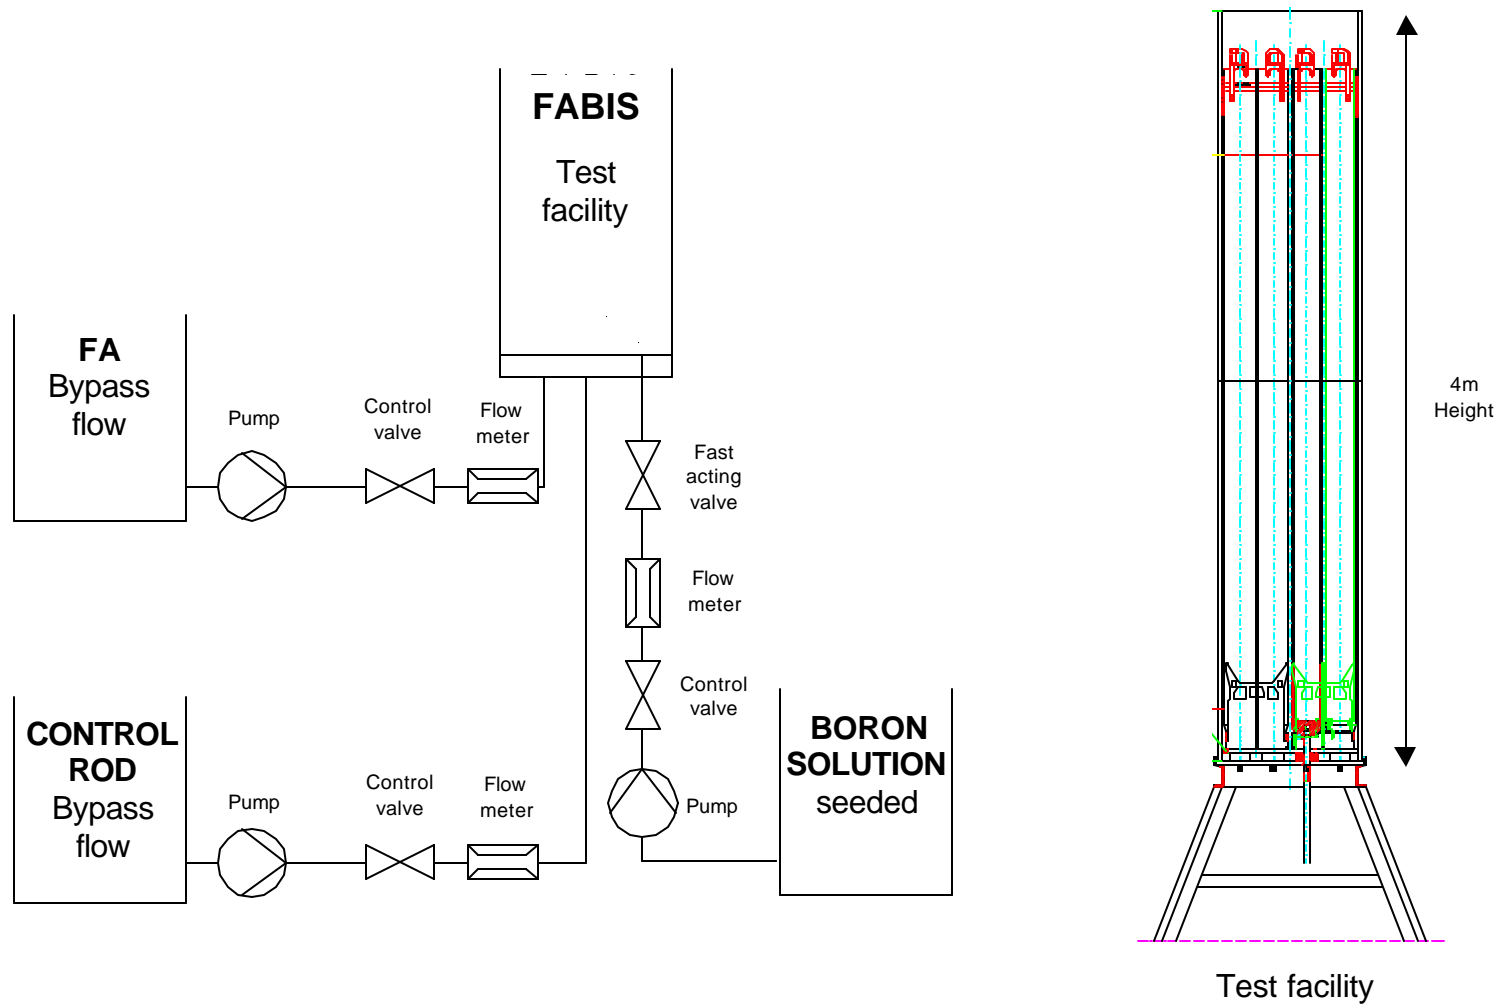 FABIS
Test
facility
FA
Bypass
flow
Pump
Control
valve
Flow
meter
Fast
acting
valve
Flow
meter
Control
valve
Pump
CONTROL
ROD
Bypass
flow
Pump
Control
valve
Flow
meter
BORON
SOLUTION
seeded
4m
Height
Test facility